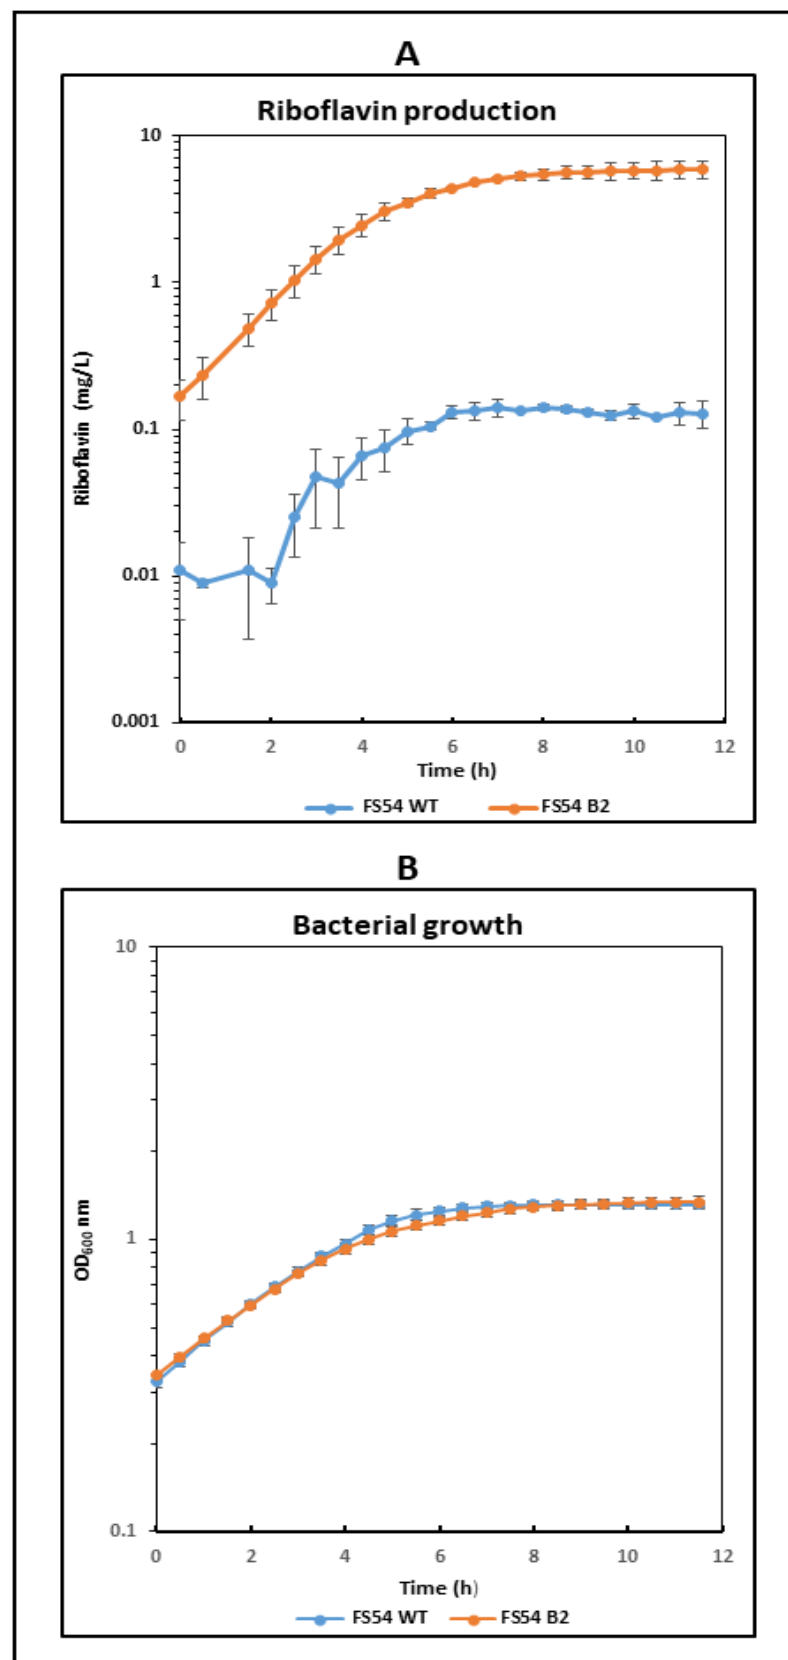 A
Riboflavin production
10
1
0.1
0.01
0.001
Riboflavin (mg/L)
0 2 4 6 8 10 12
Time (h)
FS54 WT FS54 B2
B
Bacterial growth
10
1
0.1
OD600 nm
0 2 4 6 8 10 12
Time (h)
FS54 WT FS54 B2